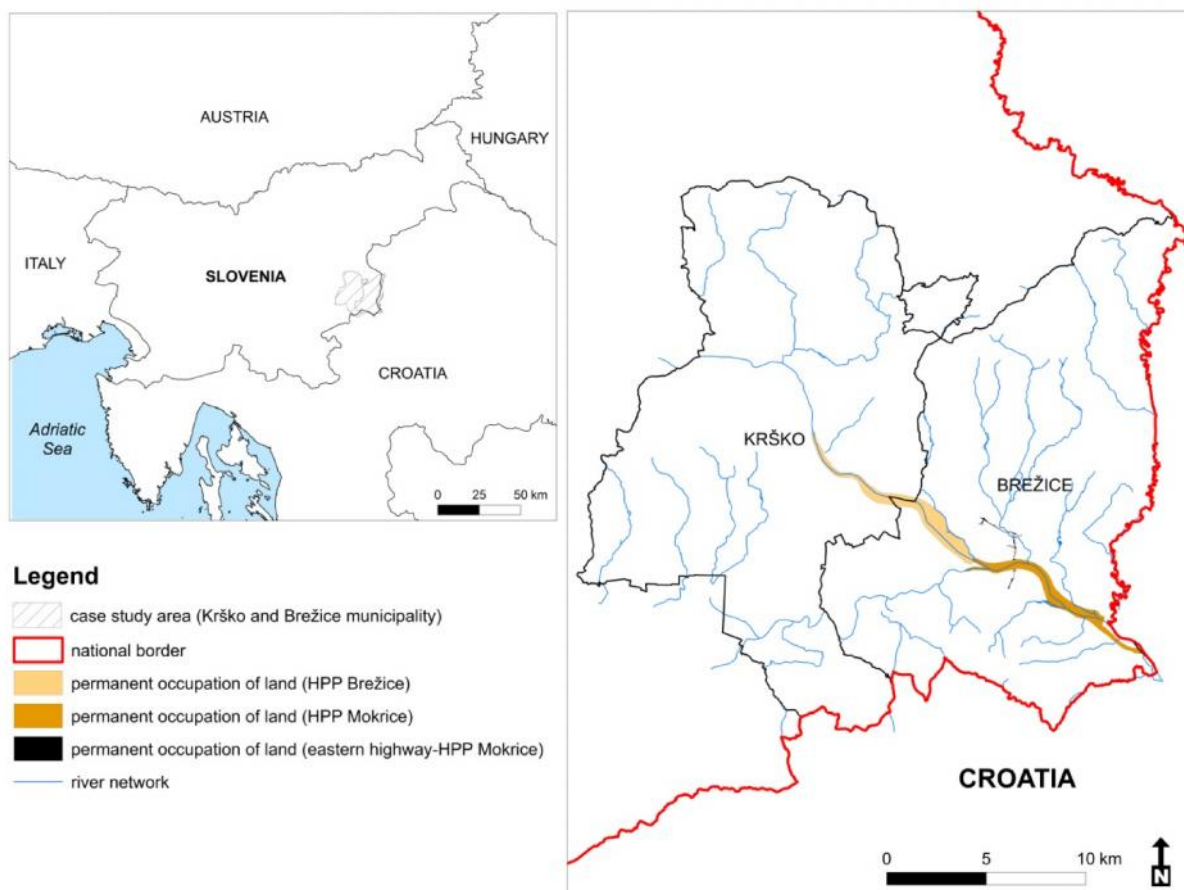 AUSTRIA
HUNGARY
ITALY
SLOVENIA
CROATIA
Adriatic
Sea
0 25 50 km
Legend
case study area (Krško and Brežice municipality)
national border
permanent occupation of land (HPP Brežice)
permanent occupation of land (HPP Mokrice)
permanent occupation of land (eastern highway-HPP Mokrice)
river network
KRŠKO
BREŽICE
CROATIA
0 5 10 km
N